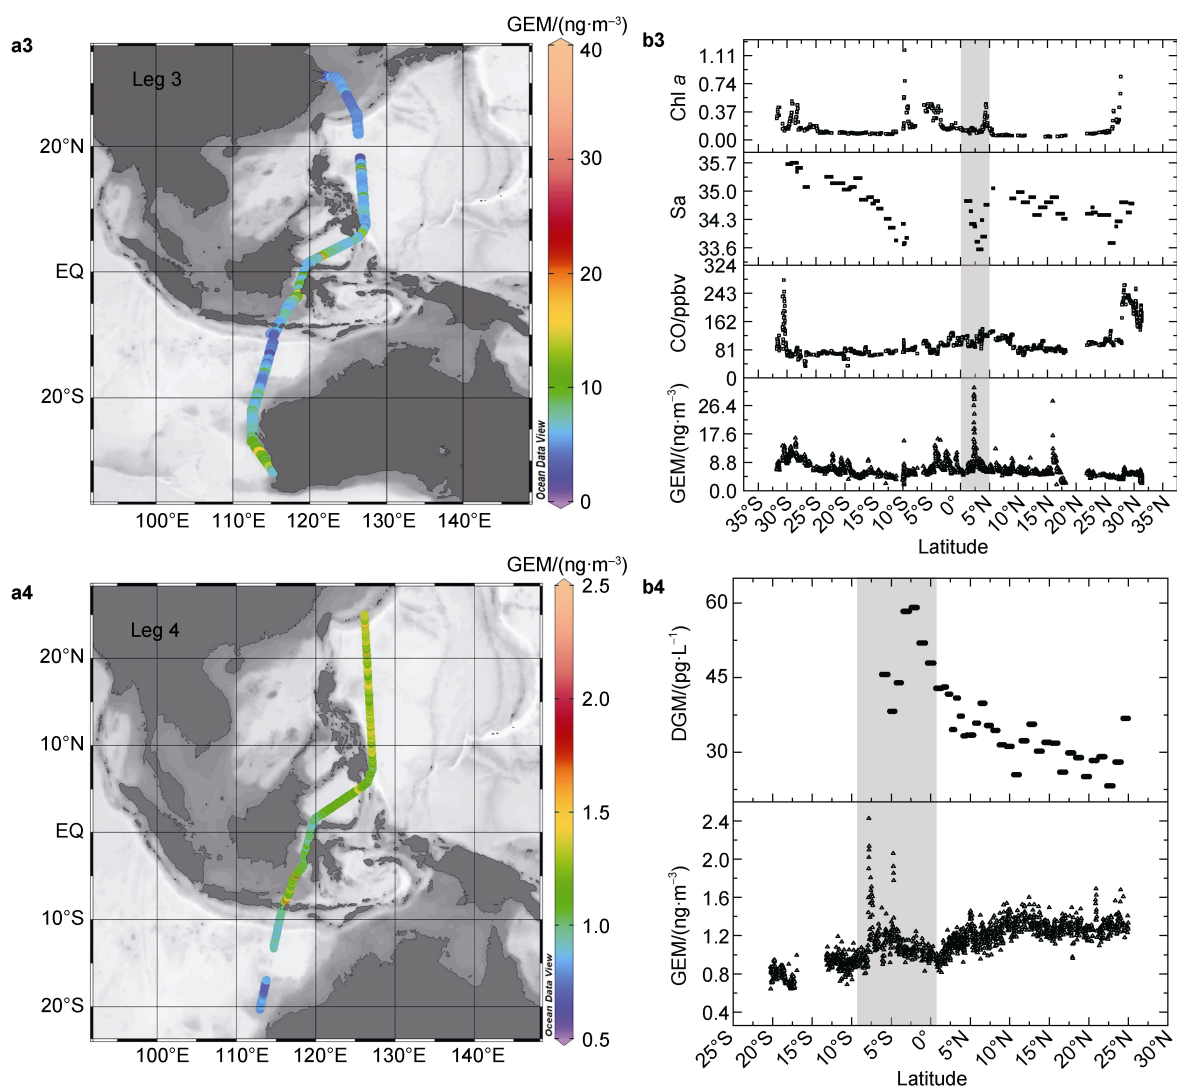 a3
GEM/(ng·m⁻³)
Leg 3
20°N
EQ
20°S
100°E 110°E 120°E 130°E 140°E
40
30
20
10
0
Ocean Data View
b3
Chl a
1.11
0.74
0.37
0.00
Sa
35.7
35.0
34.3
33.6
CO/ppbv
324
243
162
81
0
GEM/(ng·m⁻³)
26.4
17.6
8.8
0.0
35°S 30°S 25°S 20°S 15°S 10°S 5°S 0° 5°N 10°N 15°N 20°N 25°N 30°N 35°N
Latitude
a4
GEM/(ng·m⁻³)
Leg 4
20°N
10°N
EQ
10°S
20°S
100°E 110°E 120°E 130°E 140°E
2.5
2.0
1.5
1.0
0.5
Ocean Data View
b4
DGM/(pg·L⁻¹)
60
45
30
GEM/(ng·m⁻³)
2.4
2.0
1.6
1.2
0.8
0.4
25°S 20°S 15°S 10°S 5°S 0° 5°N 10°N 15°N 20°N 25°N 30°N
Latitude